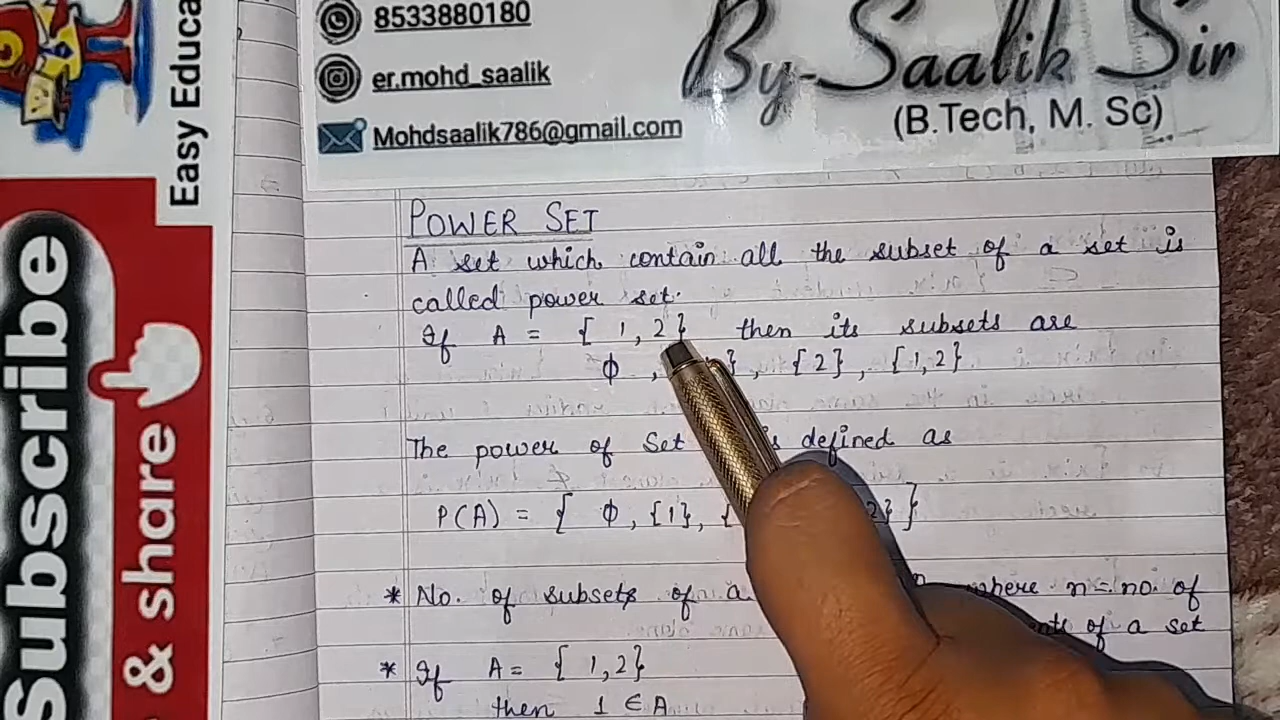 8533880180
er.mohd_saalik
Mohdsaalik786@gmail.com
By-Saalik Sir
(B.Tech, M. Sc)
Easy Educa
Subscribe
& share
POWER SET
A set which contain all the subset of a set is
called power set.
If A = { 1, 2} then its subsets are
ϕ , }, {2}, {1,2}
The power of Set is defined as
P(A) = { ϕ, {1}, { 2} }
* No. of subsets of a where n = no. of
of a set
* If A = { 1,2}
then 1 ∈ A